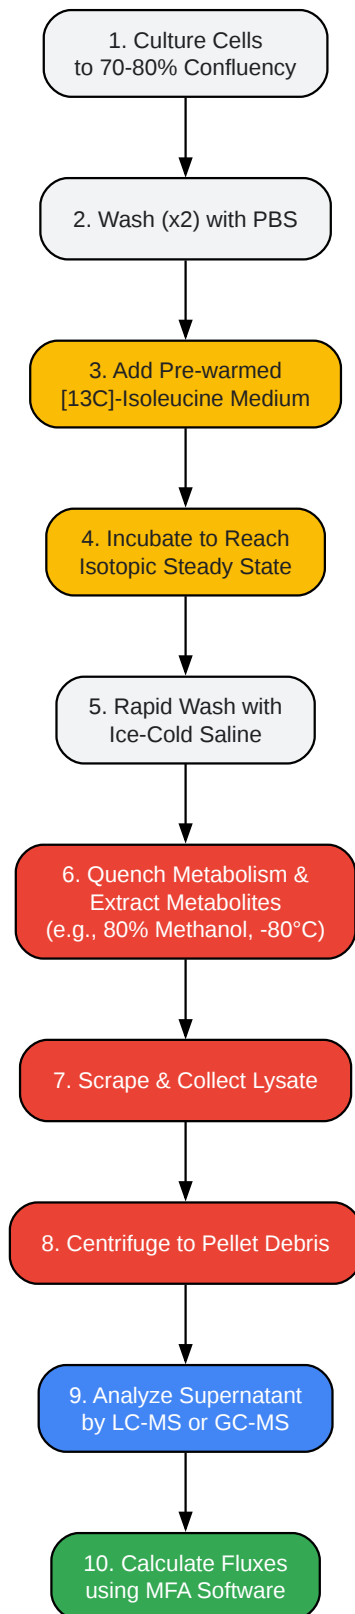 1. Culture Cells
to 70-80% Confluency
2. Wash (x2) with PBS
3. Add Pre-warmed
[13C]-Isoleucine Medium
4. Incubate to Reach
Isotopic Steady State
5. Rapid Wash with
Ice-Cold Saline
6. Quench Metabolism &
Extract Metabolites
(e.g., 80% Methanol, -80°C)
7. Scrape & Collect Lysate
8. Centrifuge to Pellet Debris
9. Analyze Supernatant
by LC-MS or GC-MS
10. Calculate Fluxes
using MFA Software